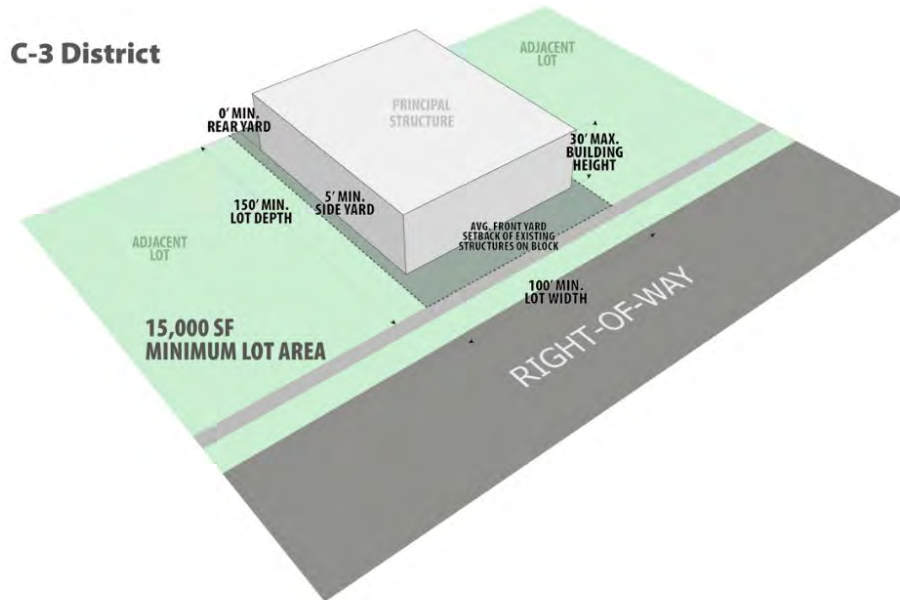 C-3 District
ADJACENT
LOT
PRINCIPAL
STRUCTURE
0' MIN.
REAR YARD
30' MAX.
BUILDING
HEIGHT
150' MIN.
LOT DEPTH
5' MIN.
SIDE YARD
AVG. FRONT YARD
SETBACK OF EXISTING
STRUCTURES ON BLOCK
ADJACENT
LOT
100' MIN.
LOT WIDTH
15,000 SF
MINIMUM LOT AREA
RIGHT-OF-WAY